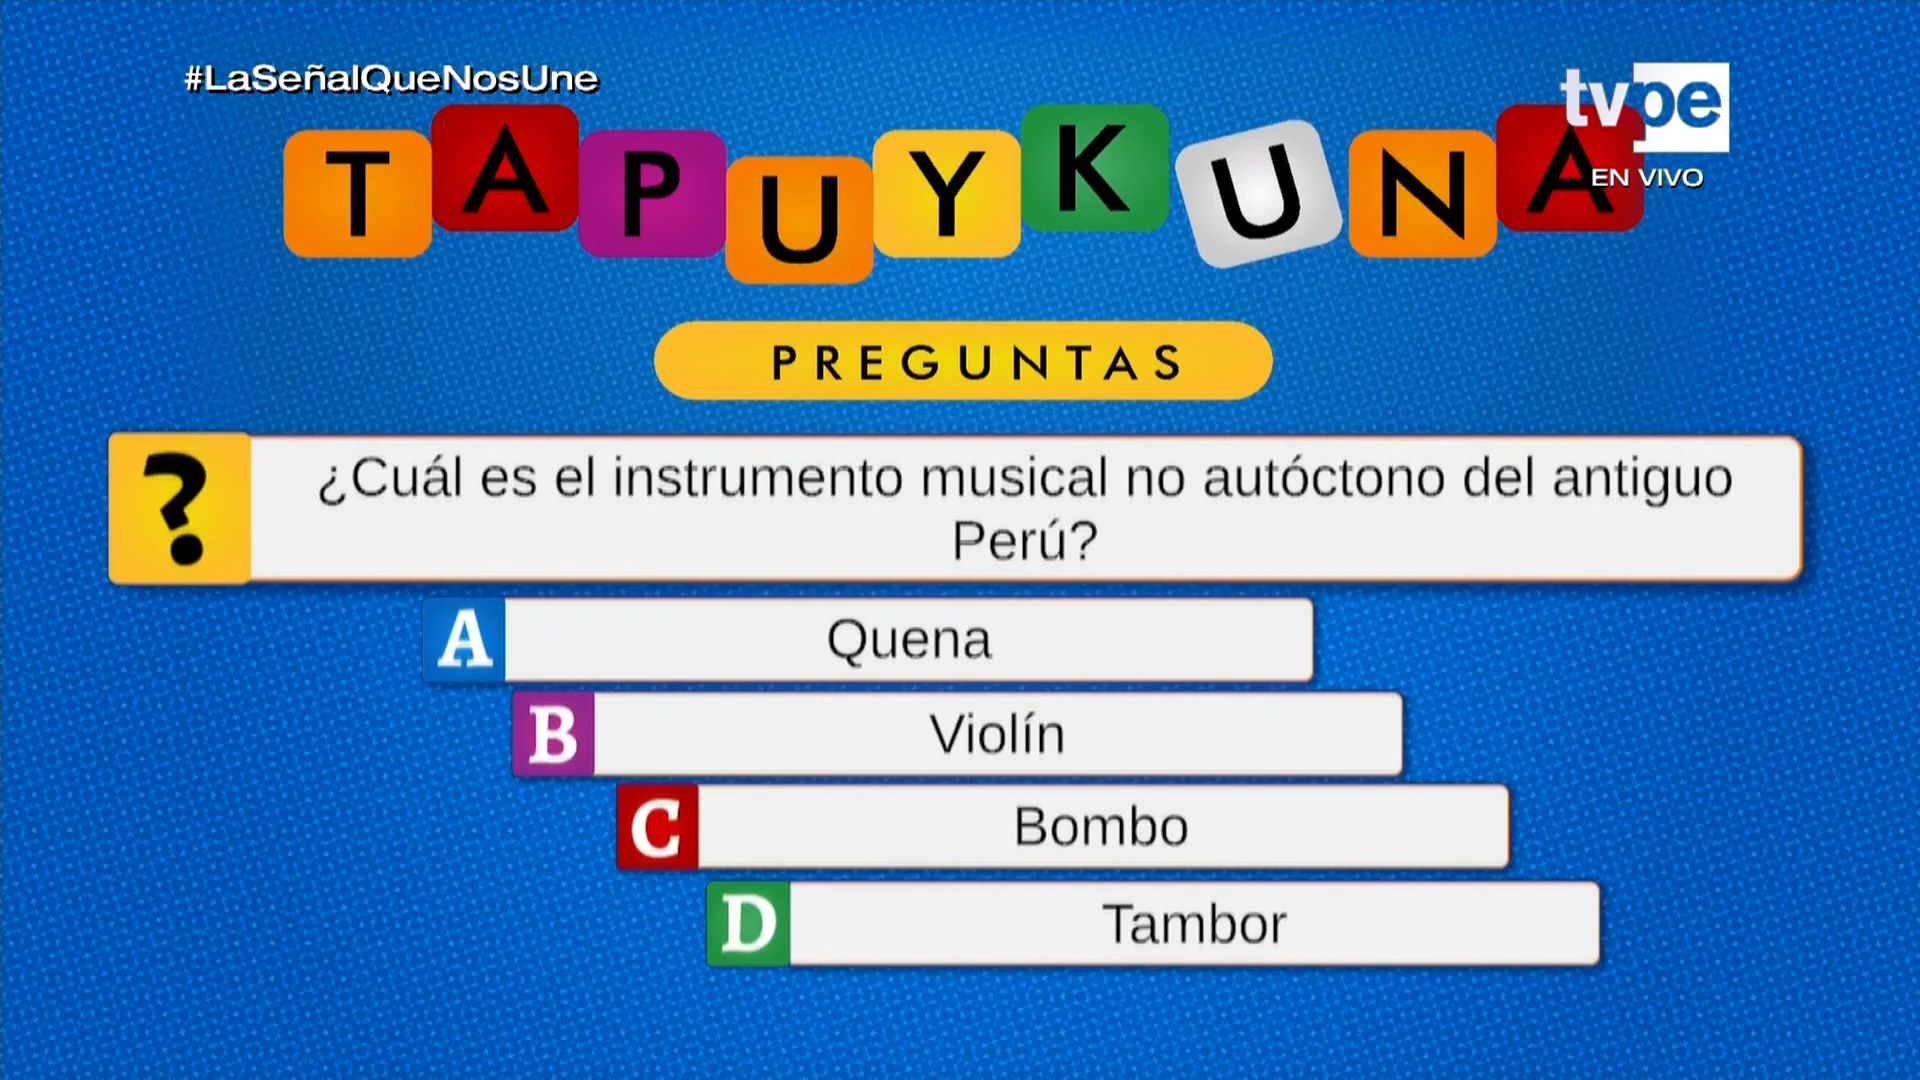 #LaSeñalQueNosUne
tvpe
EN VIVO
TAPUYKUNA
PREGUNTAS
? ¿Cuál es el instrumento musical no autóctono del antiguo
Perú?
A Quena
B Violín
C Bombo
D Tambor